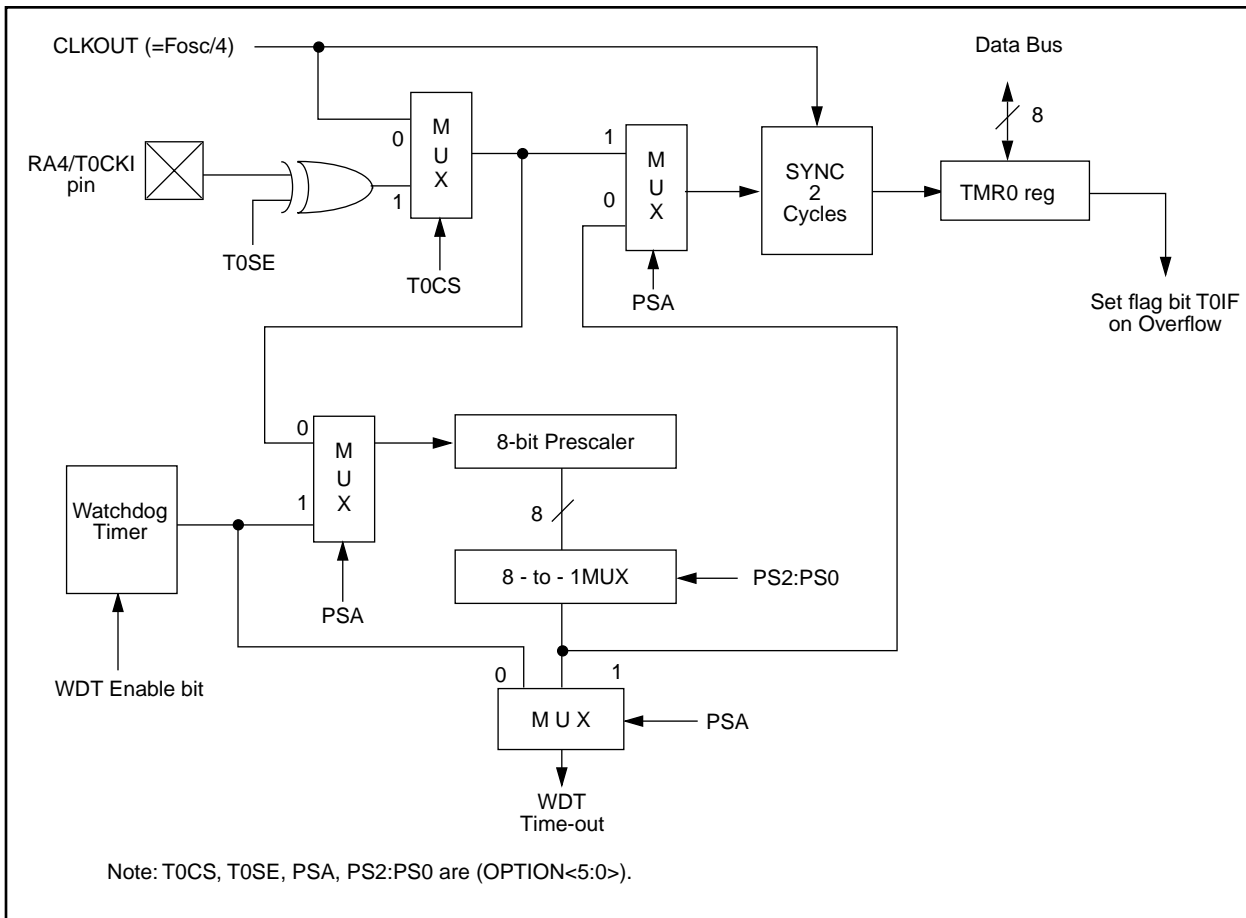 CLKOUT (=Fosc/4)
Data Bus
8
RA4/T0CKI
pin
T0SE
0
1
M
U
X
T0CS
1
0
M
U
X
PSA
SYNC
2
Cycles
TMR0 reg
Set flag bit T0IF
on Overflow
0
1
M
U
X
PSA
8-bit Prescaler
8
8 - to - 1MUX
PS2:PS0
Watchdog
Timer
WDT Enable bit
0
1
M U X
PSA
WDT
Time-out
Note: T0CS, T0SE, PSA, PS2:PS0 are (OPTION<5:0>).